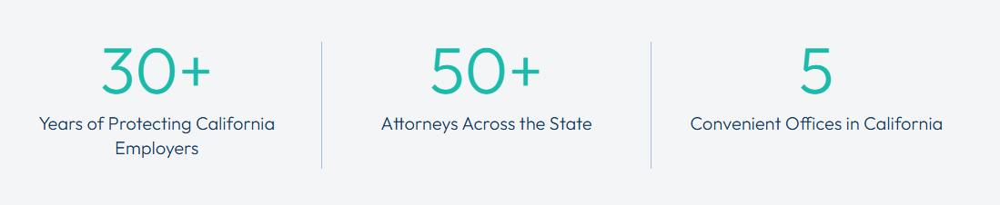 30+
Years of Protecting California
Employers
50+
Attorneys Across the State
5
Convenient Offices in California